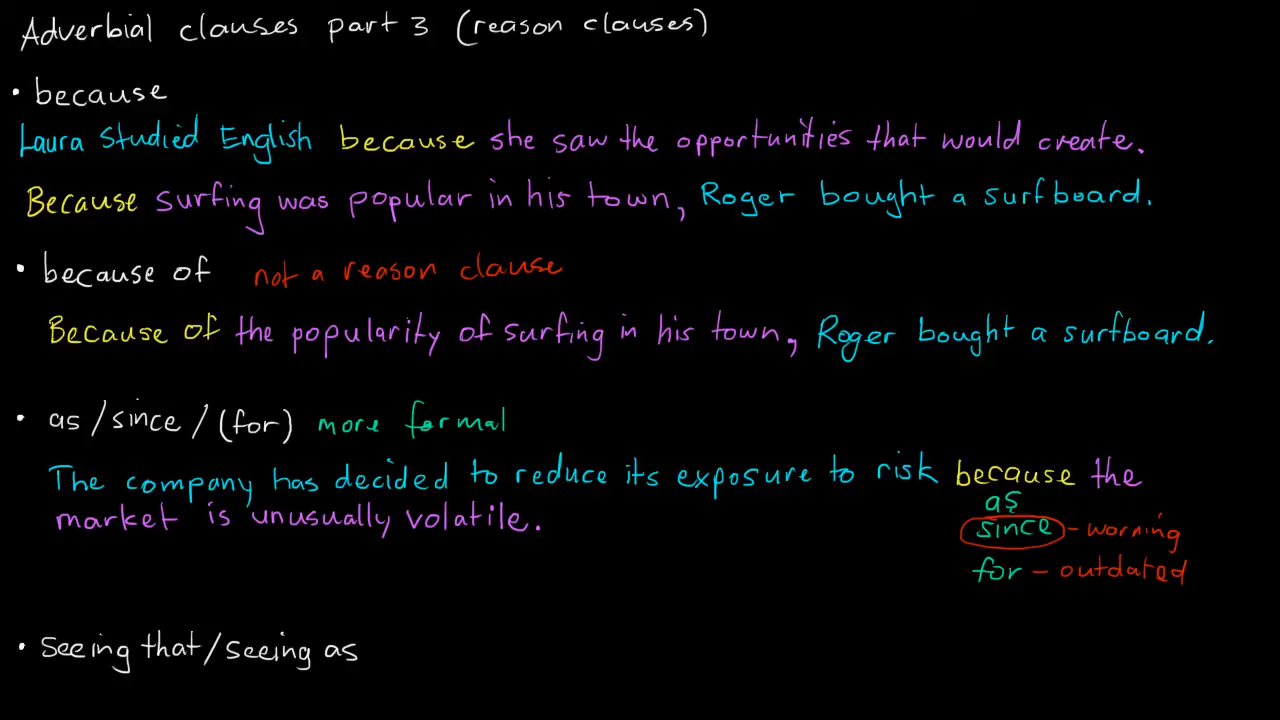 Adverbial clauses part 3 (reason clauses)
• because
Laura Studied English because she saw the opportunities that would create.
Because surfing was popular in his town, Roger bought a surfboard.
• because of not a reason clause
Because of the popularity of surfing in his town, Roger bought a surfboard.
• as/since/(for) more formal
The company has decided to reduce its exposure to risk because the
market is unusually volatile.
as
since - warning
for - outdated
• Seeing that/seeing as